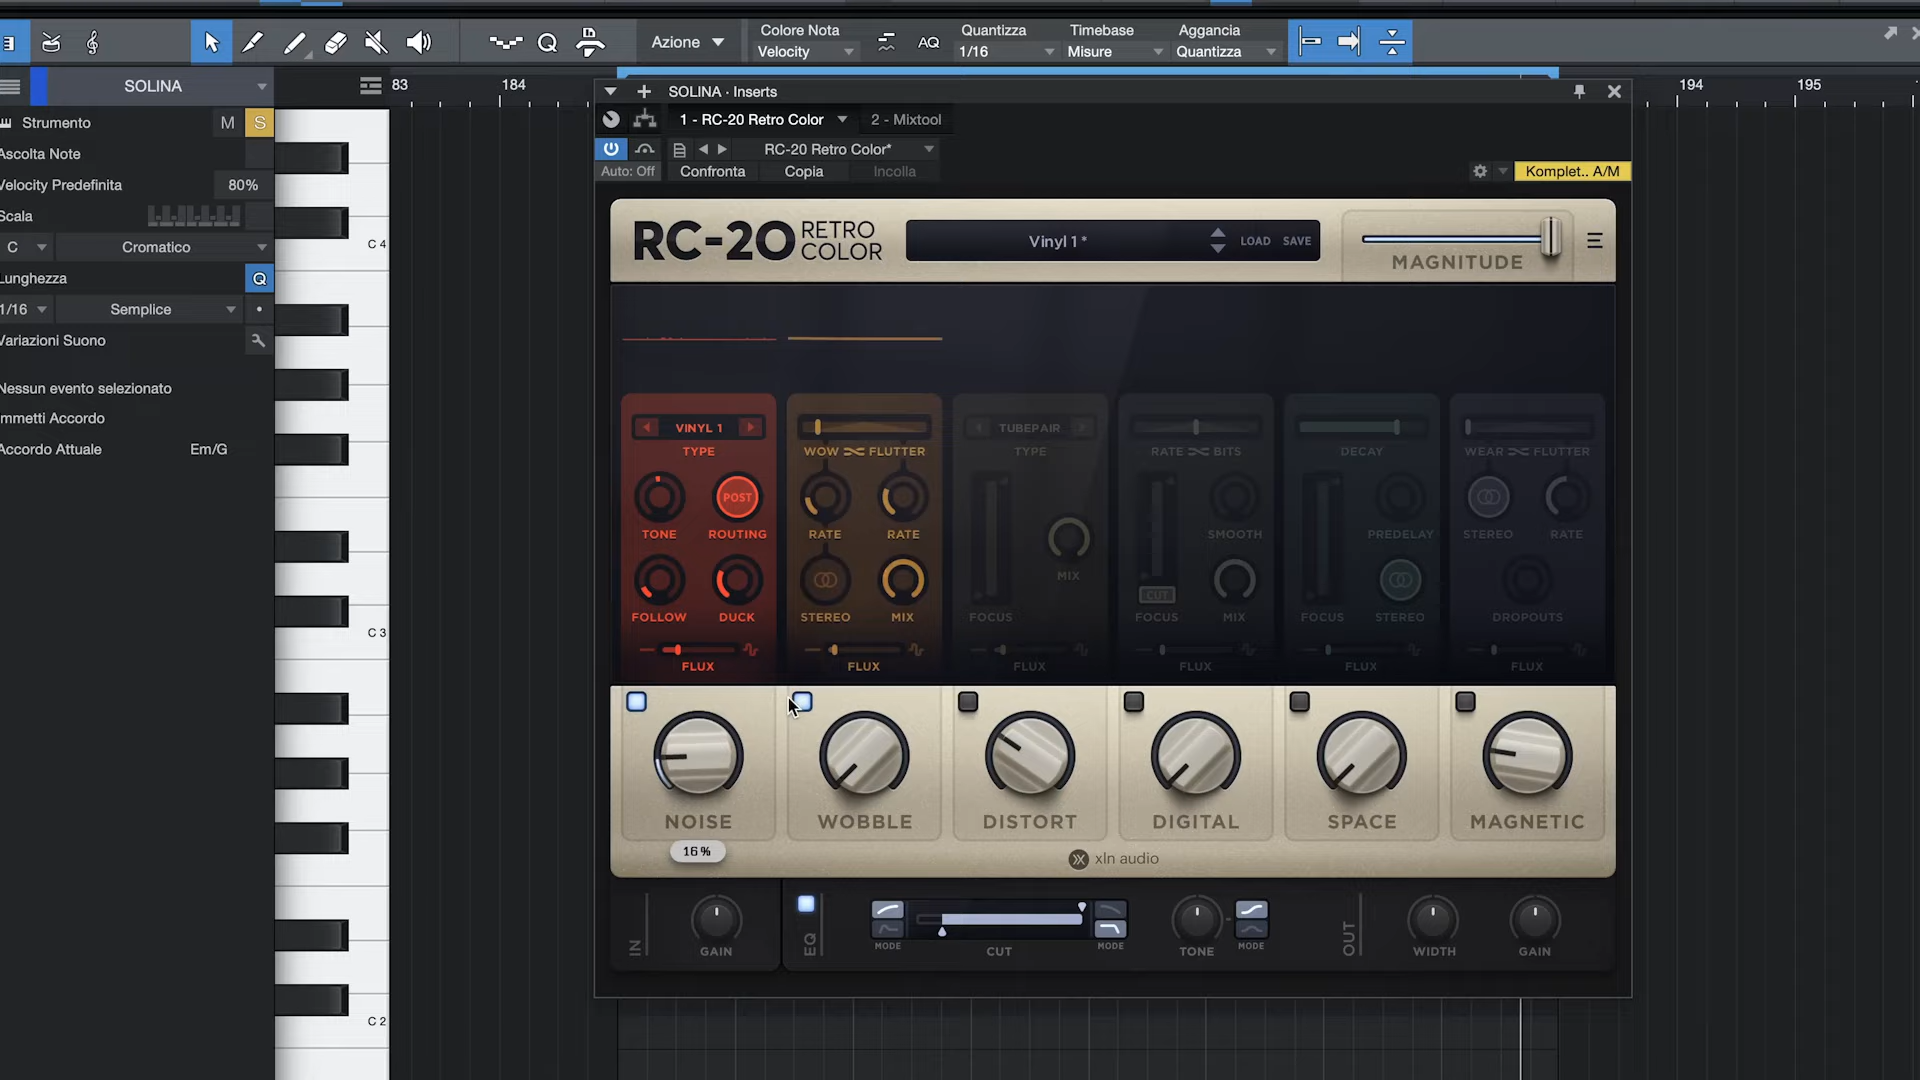 Azione
Colore Nota
Velocity
AQ
Quantizza
1/16
Timebase
Misure
Aggancia
Quantizza
SOLINA
83
184
194
195
Strumento
M
S
Ascolta Note
Velocity Predefinita
80%
Scala
C
Cromatico
Lunghezza
Q
1/16
Semplice
Variazioni Suono
Nessun evento selezionato
mmetti Accordo
Accordo Attuale
Em/G
C 4
C 3
C 2
SOLINA · Inserts
1 - RC-20 Retro Color
2 - Mixtool
RC-20 Retro Color*
Auto: Off
Confronta
Copia
Incolla
Komplet.. A/M
RC-20
RETRO
COLOR
Vinyl 1 *
LOAD
SAVE
MAGNITUDE
VINYL 1
TYPE
TONE
POST
ROUTING
FOLLOW
DUCK
FLUX
WOW
FLUTTER
RATE
RATE
STEREO
MIX
FLUX
TUBEPAIR
TYPE
FOCUS
MIX
FLUX
RATE
BITS
SMOOTH
CUT
FOCUS
MIX
FLUX
DECAY
PREDELAY
FOCUS
STEREO
FLUX
WEAR
FLUTTER
STEREO
RATE
DROPOUTS
FLUX
NOISE
WOBBLE
DISTORT
DIGITAL
SPACE
MAGNETIC
16 %
xln audio
IN
GAIN
EQ
MODE
CUT
MODE
TONE
MODE
OUT
WIDTH
GAIN